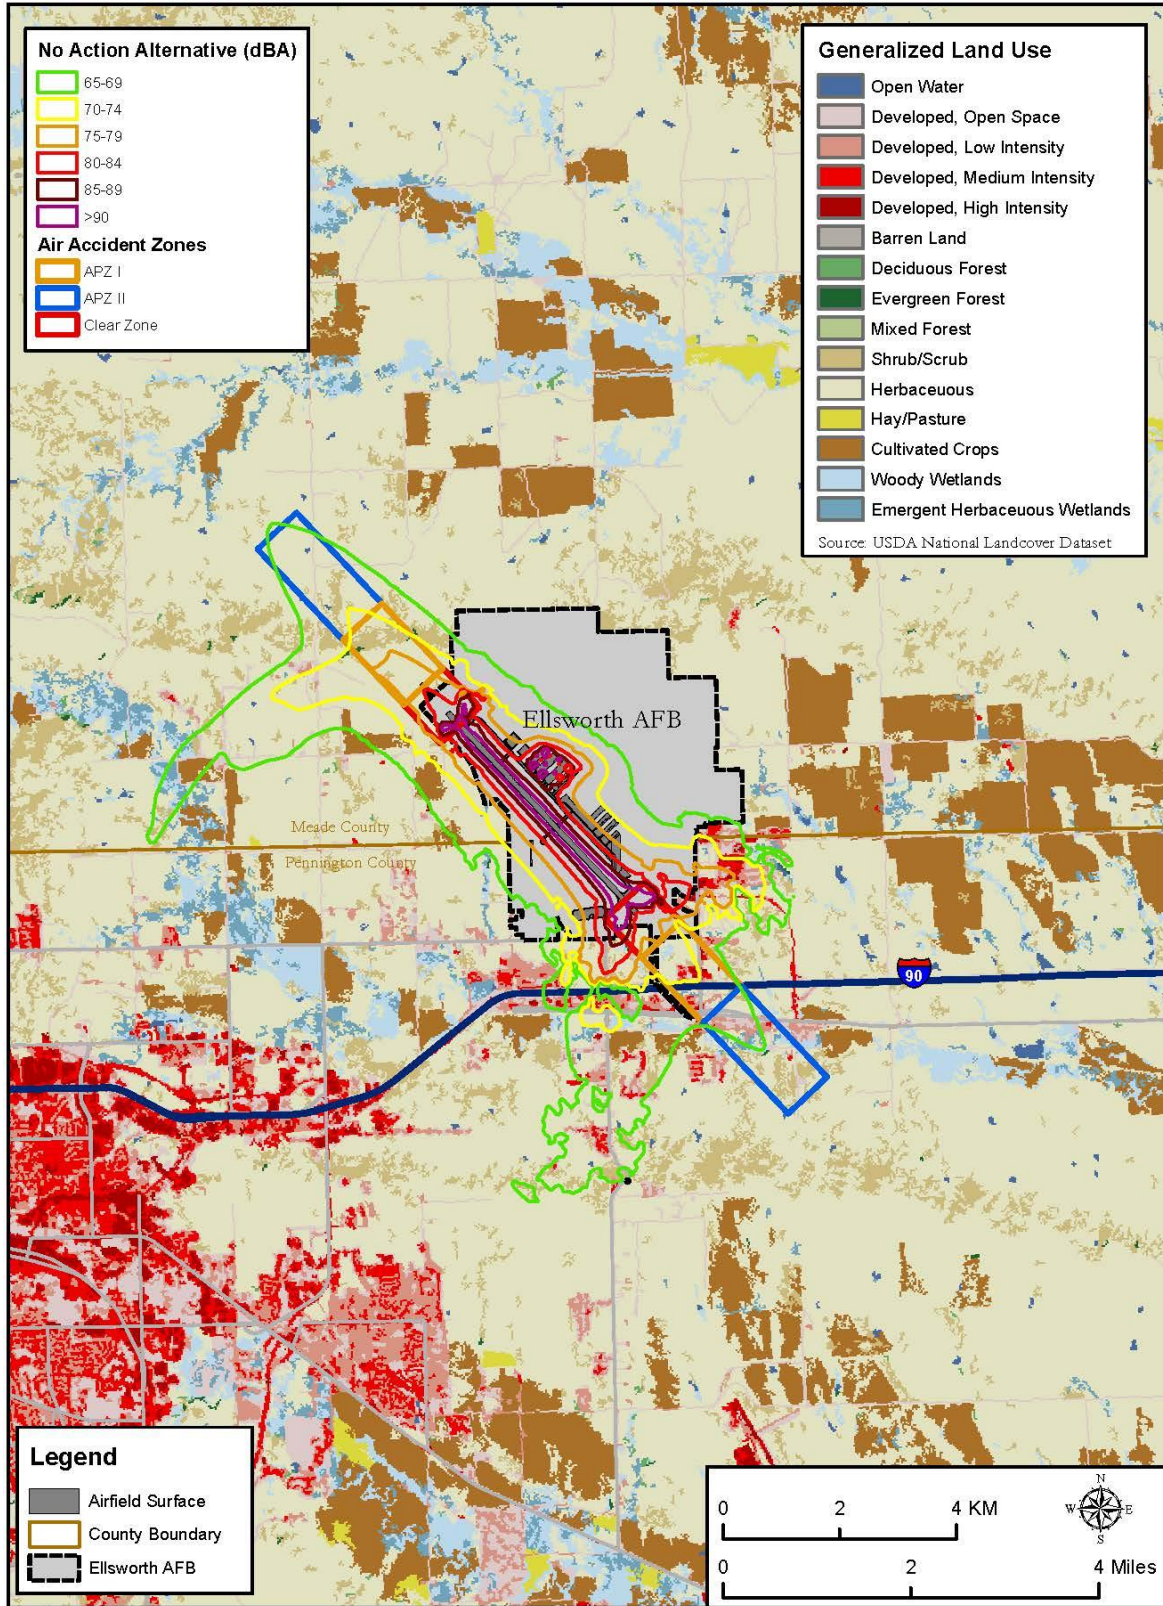 No Action Alternative (dBA)
65-69
70-74
75-79
80-84
85-89
>90
Air Accident Zones
APZ I
APZ II
Clear Zone
Generalized Land Use
Open Water
Developed, Open Space
Developed, Low Intensity
Developed, Medium Intensity
Developed, High Intensity
Barren Land
Deciduous Forest
Evergreen Forest
Mixed Forest
Shrub/Scrub
Herbaceuous
Hay/Pasture
Cultivated Crops
Woody Wetlands
Emergent Herbaceuous Wetlands
Source: USDA National Landcover Dataset
Ellsworth AFB
Meade County
Pennington County
90
Legend
Airfield Surface
County Boundary
Ellsworth AFB
0 2 4 KM
N
W E
S
0 2 4 Miles